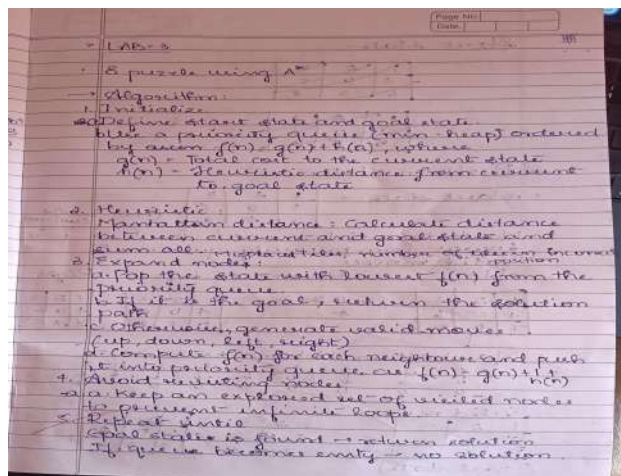 Page No.
Date
→ LAB-3
• 8 puzzle using A*
→ Algorithm:
1. Initialize
a) Define start state and goal state.
b) Use a priority queue (min-heap) ordered
by f(n) = g(n) + h(n), where
g(n) = Total cost to the current state
h(n) = Heuristic distance from current
to goal state
2. Heuristic:
Manhattan distance: Calculate distance
between current and goal state and
sum all. Misplaced tiles: number of tiles in incorrect
position
3. Expand nodes:
a. Pop the state with lowest f(n) from the
priority queue.
b. If it is the goal, return the solution
path
c. Otherwise, generate valid moves
(up, down, left, right)
d. Compute f(n) for each neighbour and push
it into priority queue as f(n) = g(n) + 1 +
h(n)
4. Avoid nodes
a. Keep an explored set of visited nodes
to prevent infinite loops.
5. Repeat until
Goal state is found → return solution
If queue becomes emty → no solution.